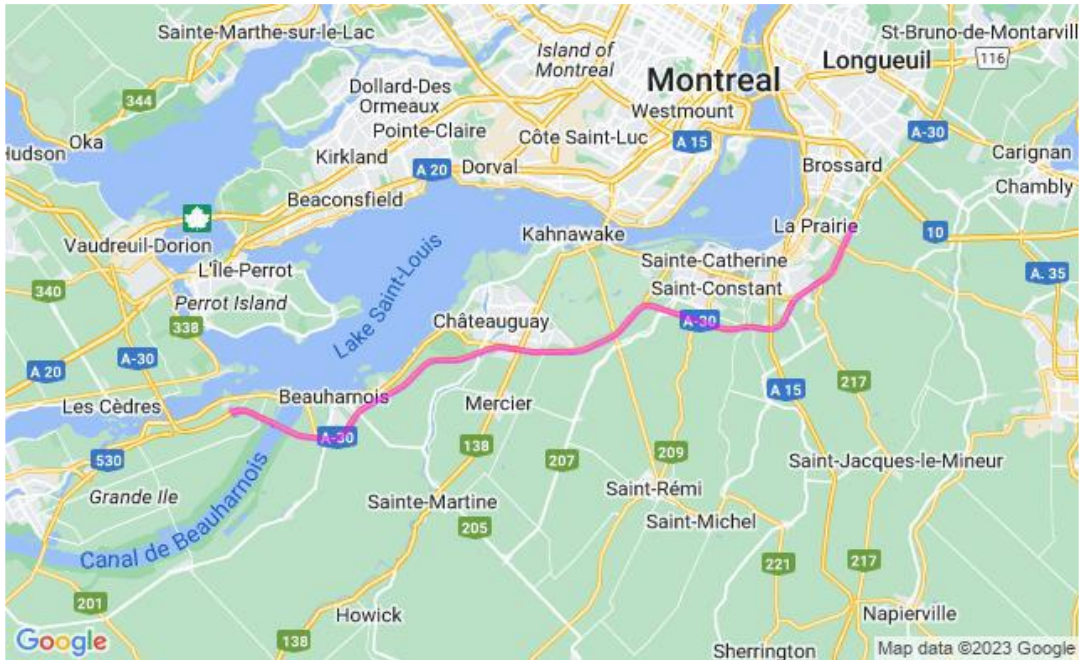 Sainte-Marthe-sur-le-Lac
St-Bruno-de-Montarvill
Island of
Montreal
Longueuil
116
Montreal
Dollard-Des
Ormeaux
344
Westmount
Pointe-Claire
Côte Saint-Luc
A 15
A-30
Oka
Hudson
Kirkland
A 20
Dorval
Brossard
Carignan
Chambly
Beaconsfield
Vaudreuil-Dorion
Kahnawake
La Prairie
10
L'Île-Perrot
Sainte-Catherine
A. 35
340
Perrot Island
Lake Saint-Louis
Saint-Constant
338
Châteauguay
A-30
A-30
A 20
217
A 15
Les Cèdres
Beauharnois
Mercier
A-30
138
530
207
209
Saint-Jacques-le-Mineur
Grande Ile
Sainte-Martine
Saint-Rémi
Canal de Beauharnois
205
Saint-Michel
221
217
201
Howick
Napierville
138
Sherrington
Google
Map data ©2023 Google